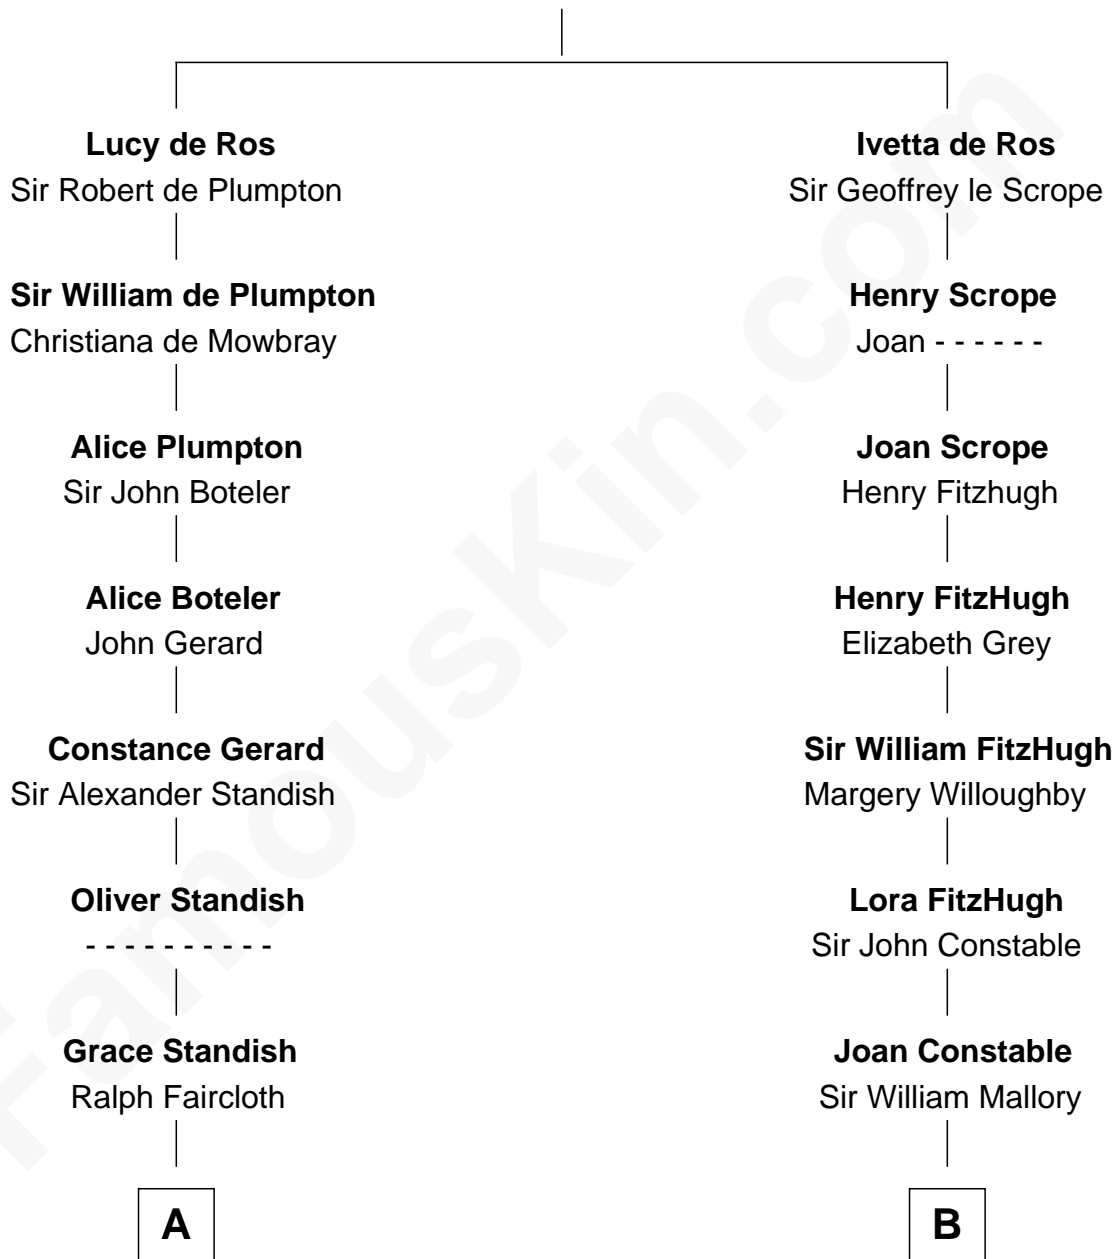 Lucy de Ros
Sir Robert de Plumpton
Sir William de Plumpton
Christiana de Mowbray
Alice Plumpton
Sir John Boteler
Alice Boteler
John Gerard
Constance Gerard
Sir Alexander Standish
Oliver Standish
- - - - - - - - - -
Grace Standish
Ralph Faircloth
A
Ivetta de Ros
Sir Geoffrey le Scrope
Henry Scrope
Joan - - - - - -
Joan Scrope
Henry Fitzhugh
Henry FitzHugh
Elizabeth Grey
Sir William FitzHugh
Margery Willoughby
Lora FitzHugh
Sir John Constable
Joan Constable
Sir William Mallory
B
FamousKin.com